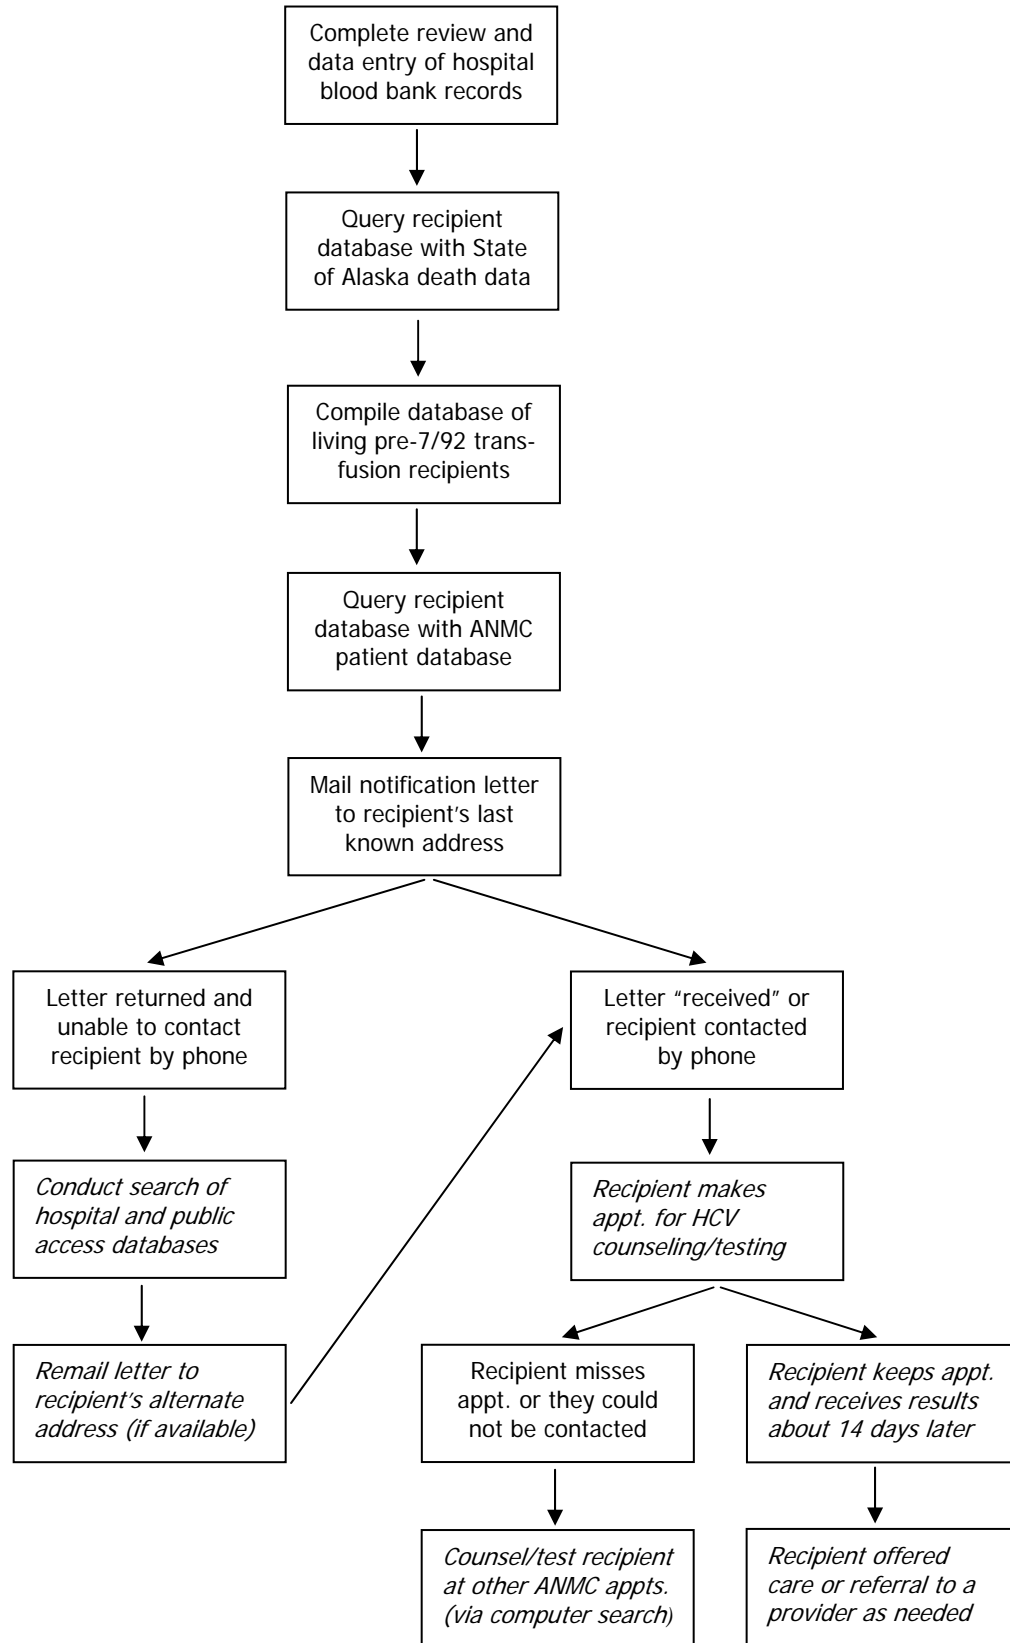 Complete review and
data entry of hospital
blood bank records
Query recipient
database with State
of Alaska death data
Compile database of
living pre-7/92 trans-
fusion recipients
Query recipient
database with ANMC
patient database
Mail notification letter
to recipient's last
known address
Letter returned and
unable to contact
recipient by phone
Letter “received” or
recipient contacted
by phone
Conduct search of
hospital and public
access databases
Recipient makes
appt. for HCV
counseling/testing
Remail letter to
recipient's alternate
address (if available)
Recipient misses
appt. or they could
not be contacted
Recipient keeps appt.
and receives results
about 14 days later
Counsel/test recipient
at other ANMC appts.
(via computer search)
Recipient offered
care or referral to a
provider as needed